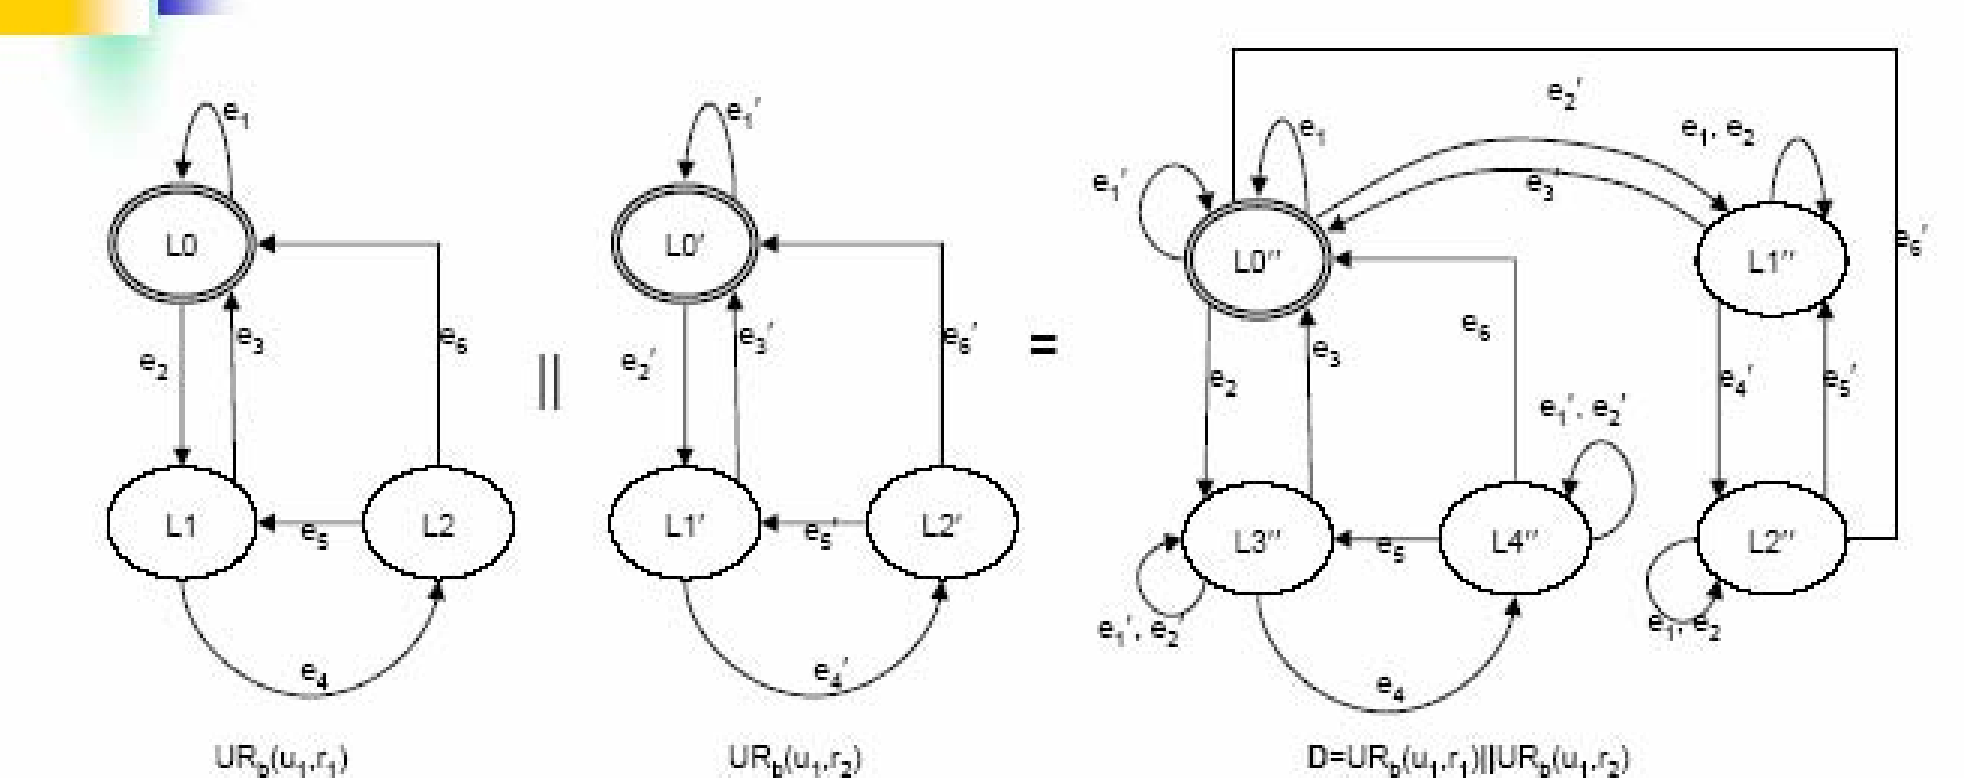 e1
L0
e2
e3
e6
L1
e5
L2
e4
URb(u1,r1)
||
e1'
L0'
e2'
e3'
e6'
L1'
e5'
L2'
e4'
URb(u1,r2)
=
e2'
e1
e1, e2
e1'
e3'
L0''
L1''
e6'
e6
e2
e3
e4'
e5'
e1', e2'
L3''
e5
L4''
L2''
e1', e2'
e1, e2
e4
D=URb(u1,r1)||URb(u1,r2)